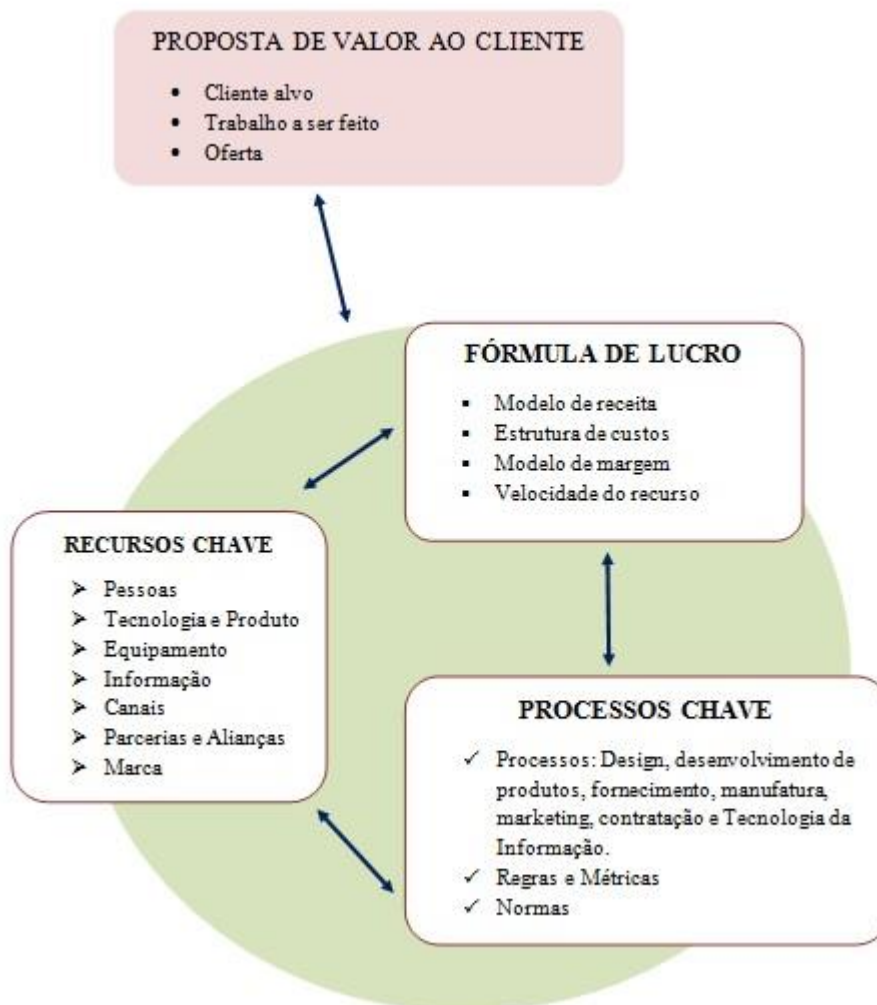 PROPOSTA DE VALOR AO CLIENTE
• Cliente alvo
• Trabalho a ser feito
• Oferta
FÓRMULA DE LUCRO
▪ Modelo de receita
▪ Estrutura de custos
▪ Modelo de margem
▪ Velocidade do recurso
RECURSOS CHAVE
➢ Pessoas
➢ Tecnologia e Produto
➢ Equipamento
➢ Informação
➢ Canais
➢ Parcerias e Alianças
➢ Marca
PROCESSOS CHAVE
✓ Processos: Design, desenvolvimento de
produtos, fornecimento, manufatura,
marketing, contratação e Tecnologia da
Informação.
✓ Regras e Métricas
✓ Normas